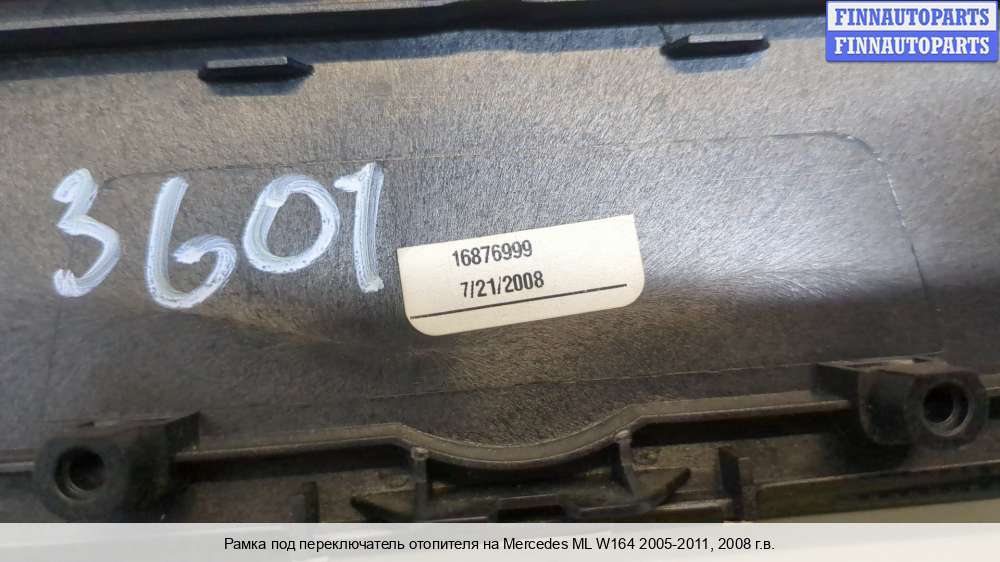 FINNAUTOPARTS
FINNAUTOPARTS
3601
16876999
7/21/2008
Рамка под переключатель отопителя на Mercedes ML W164 2005-2011, 2008 г.в.